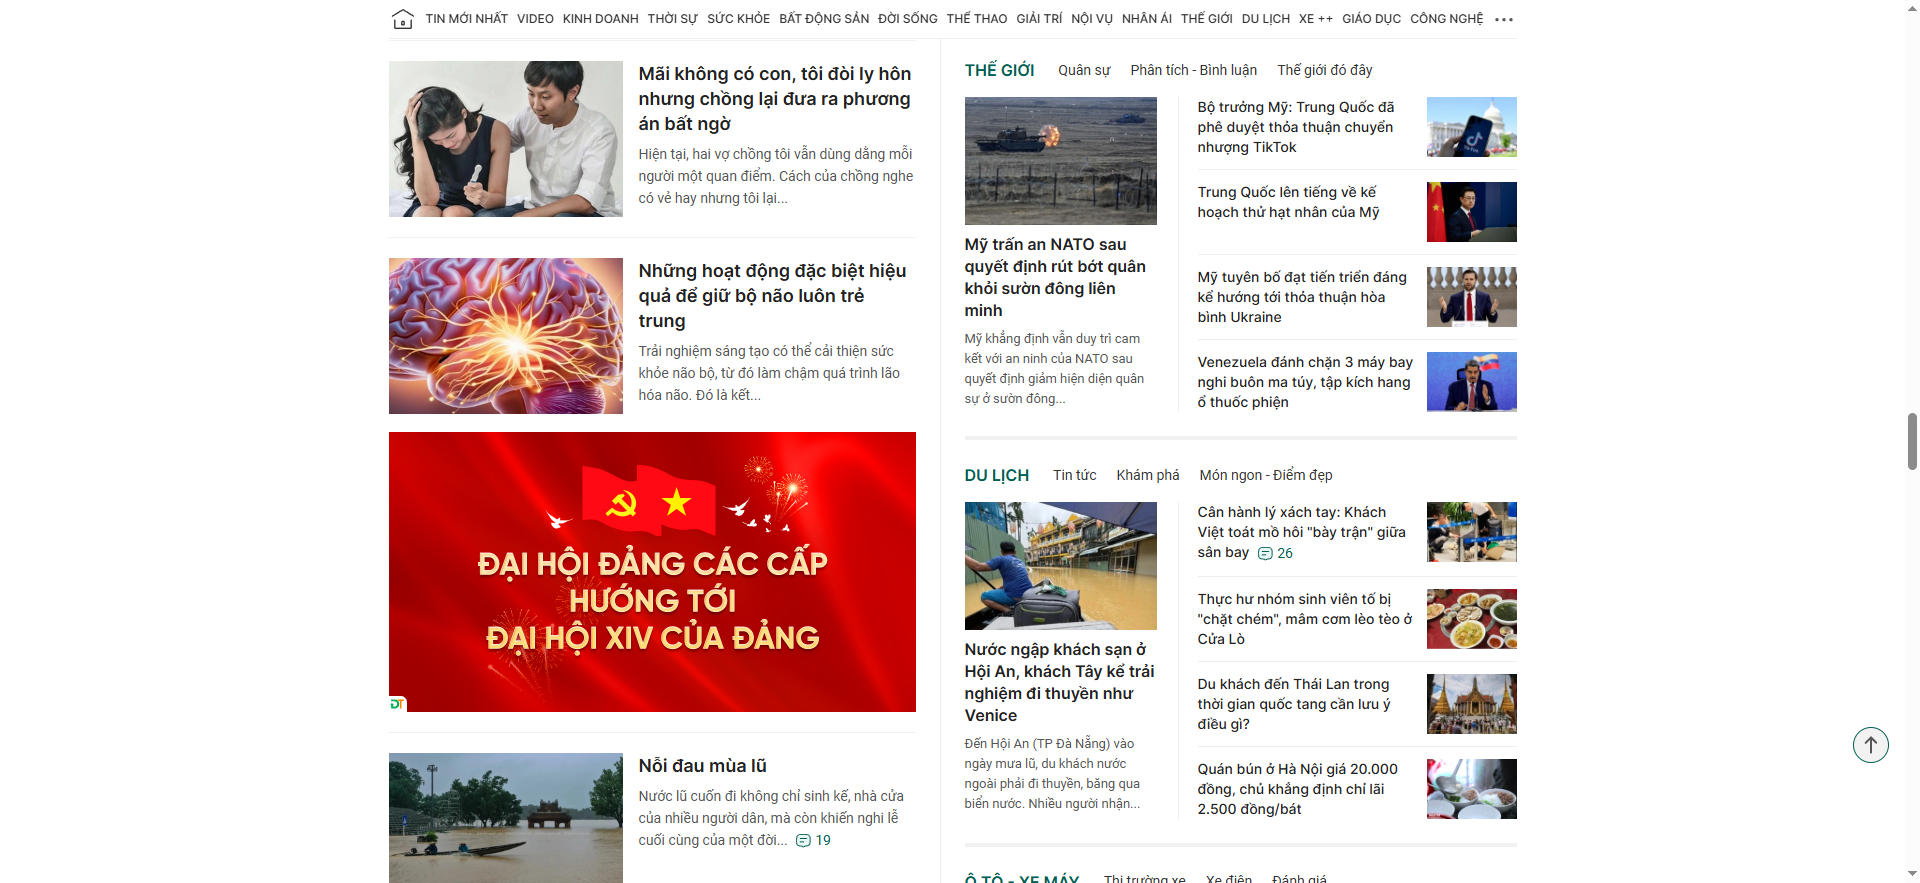 TIN MỚI NHẤT VIDEO KINH DOANH THỜI SỰ SỨC KHỎE BẤT ĐỘNG SẢN ĐỜI SỐNG THỂ THAO GIẢI TRÍ NỘI VỤ NHÂN ÁI THẾ GIỚI DU LỊCH XE ++ GIÁO DỤC CÔNG NGHỆ
Mãi không có con, tôi đòi ly hôn
nhưng chồng lại đưa ra phương
án bất ngờ
Hiện tại, hai vợ chồng tôi vẫn dùng dằng mỗi
người một quan điểm. Cách của chồng nghe
có vẻ hay nhưng tôi lại...
Những hoạt động đặc biệt hiệu
quả để giữ bộ não luôn trẻ
trung
Trải nghiệm sáng tạo có thể cải thiện sức
khỏe não bộ, từ đó làm chậm quá trình lão
hóa não. Đó là kết...
ĐẠI HỘI ĐẢNG CÁC CẤP
HƯỚNG TỚI
ĐẠI HỘI XIV CỦA ĐẢNG
DT
Nỗi đau mùa lũ
Nước lũ cuốn đi không chỉ sinh kế, nhà cửa
của nhiều người dân, mà còn khiến nghi lễ
cuối cùng của một đời... 19
THẾ GIỚI Quân sự Phân tích - Bình luận Thế giới đó đây
Mỹ trấn an NATO sau
quyết định rút bớt quân
khỏi sườn đông liên
minh
Mỹ khẳng định vẫn duy trì cam
kết với an ninh của NATO sau
quyết định giảm hiện diện quân
sự ở sườn đông...
Bộ trưởng Mỹ: Trung Quốc đã
phê duyệt thỏa thuận chuyển
nhượng TikTok
Trung Quốc lên tiếng về kế
hoạch thử hạt nhân của Mỹ
Mỹ tuyên bố đạt tiến triển đáng
kể hướng tới thỏa thuận hòa
bình Ukraine
Venezuela đánh chặn 3 máy bay
nghi buôn ma túy, tập kích hang
ổ thuốc phiện
DU LỊCH Tin tức Khám phá Món ngon - Điểm đẹp
Nước ngập khách sạn ở
Hội An, khách Tây kể trải
nghiệm đi thuyền như
Venice
Đến Hội An (TP Đà Nẵng) vào
ngày mưa lũ, du khách nước
ngoài phải đi thuyền, băng qua
biển nước. Nhiều người nhận...
Cân hành lý xách tay: Khách
Việt toát mồ hôi "bày trận" giữa
sân bay 26
Thực hư nhóm sinh viên tố bị
"chặt chém", mâm cơm lèo tèo ở
Cửa Lò
Du khách đến Thái Lan trong
thời gian quốc tang cần lưu ý
điều gì?
Quán bún ở Hà Nội giá 20.000
đồng, chủ khẳng định chỉ lãi
2.500 đồng/bát
Ô TÔ - XE MÁY Thị trường xe Xe điện Đánh giá